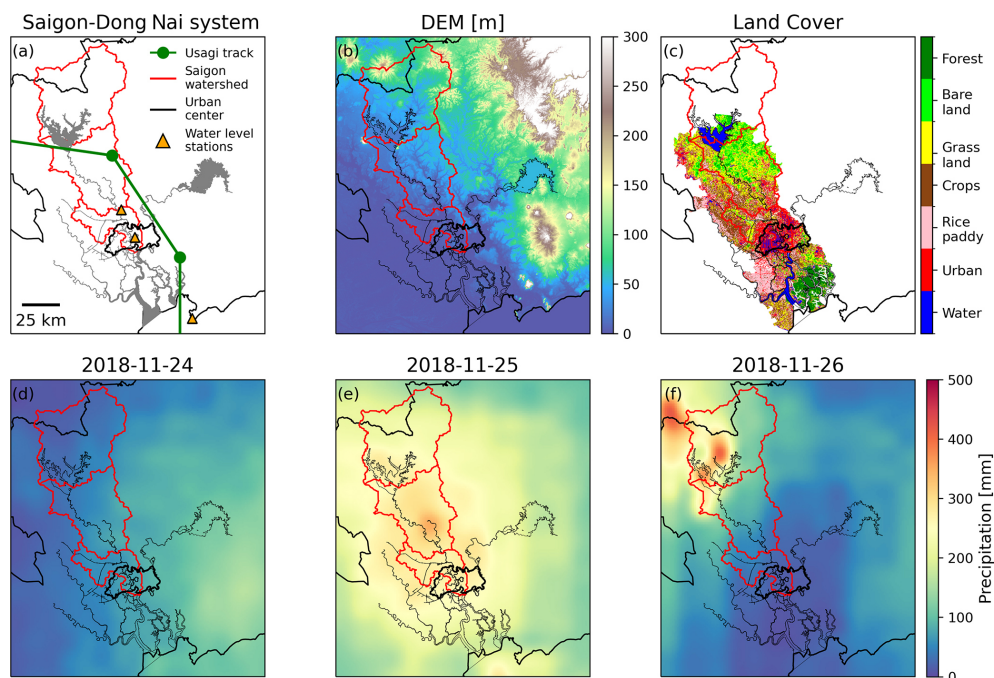 Saigon-Dong Nai system
(a)
Usagi track
Saigon
watershed
Urban
center
Water level
stations
25 km
DEM [m]
(b)
300
250
200
150
100
50
0
Land Cover
(c)
Forest
Bare
land
Grass
land
Crops
Rice
paddy
Urban
Water
2018-11-24
(d)
2018-11-25
(e)
2018-11-26
(f)
500
400
300
200
100
0
Precipitation [mm]